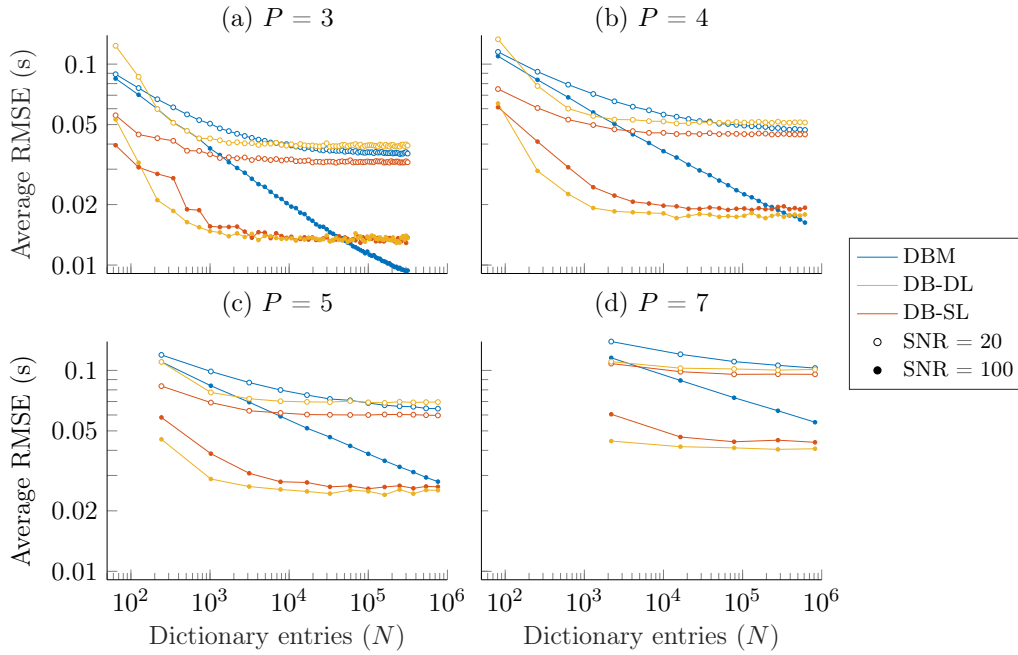 (a) P = 3
(b) P = 4
Average RMSE (s)
0.1
0.05
0.02
0.01
(c) P = 5
(d) P = 7
Average RMSE (s)
0.1
0.05
0.02
0.01
10^2 10^3 10^4 10^5 10^6
10^2 10^3 10^4 10^5 10^6
Dictionary entries (N)
Dictionary entries (N)
DBM
DB-DL
DB-SL
SNR = 20
SNR = 100